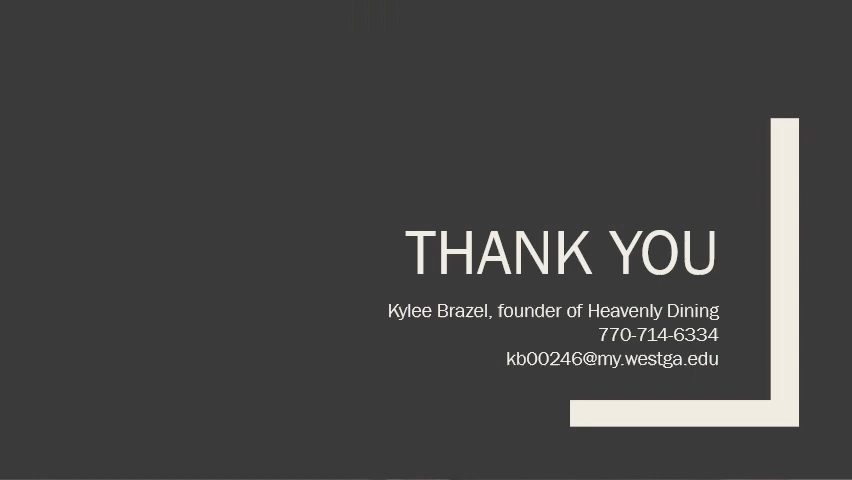 THANK YOU
Kylee Brazel, founder of Heavenly Dining
770-714-6334
kb00246@my.westga.edu